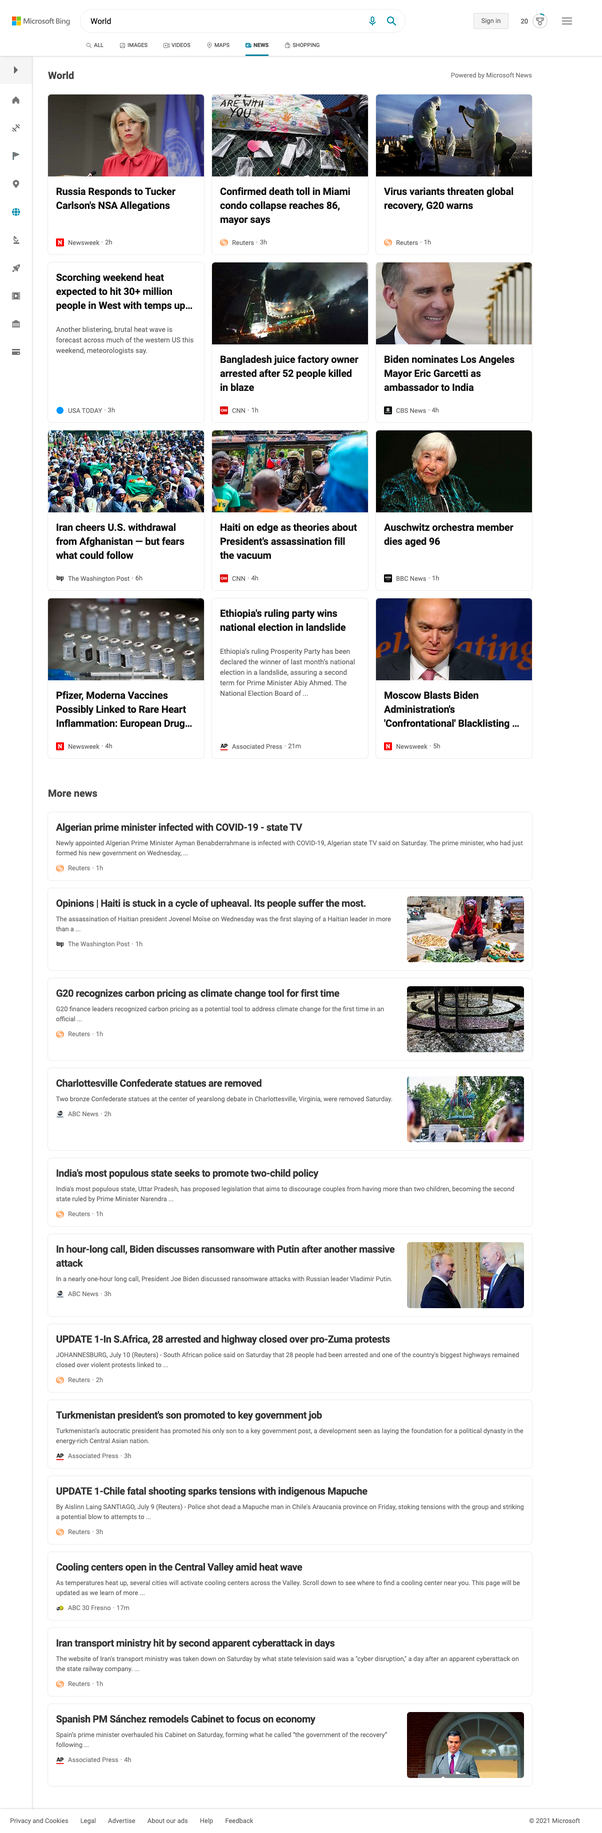 Microsoft Bing
World
Sign in
20
ALL
IMAGES
VIDEOS
MAPS
NEWS
SHOPPING
World
Powered by Microsoft News
WE
ARE WITH
YOU
Russia Responds to Tucker
Carlson's NSA Allegations
Newsweek · 2h
Confirmed death toll in Miami
condo collapse reaches 86,
mayor says
Reuters · 3h
Virus variants threaten global
recovery, G20 warns
Reuters · 1h
Scorching weekend heat
expected to hit 30+ million
people in West with temps up...
Another blistering, brutal heat wave is
forecast across much of the western US this
weekend, meteorologists say.
USA TODAY · 3h
Bangladesh juice factory owner
arrested after 52 people killed
in blaze
CNN · 1h
Biden nominates Los Angeles
Mayor Eric Garcetti as
ambassador to India
CBS News · 4h
Iran cheers U.S. withdrawal
from Afghanistan — but fears
what could follow
The Washington Post · 6h
Haiti on edge as theories about
President's assassination fill
the vacuum
CNN · 4h
Auschwitz orchestra member
dies aged 96
BBC News · 1h
Pfizer, Moderna Vaccines
Possibly Linked to Rare Heart
Inflammation: European Drug...
Newsweek · 4h
Ethiopia's ruling party wins
national election in landslide
Ethiopia's ruling Prosperity Party has been
declared the winner of last month's national
election in a landslide, assuring a second
term for Prime Minister Abiy Ahmed. The
National Election Board of ...
AP Associated Press · 21m
Moscow Blasts Biden
Administration's
'Confrontational' Blacklisting ...
Newsweek · 5h
More news
Algerian prime minister infected with COVID-19 - state TV
Newly appointed Algerian Prime Minister Ayman Benabderrahmane is infected with COVID-19, Algerian state TV said on Saturday. The prime minister, who had just
formed his new government on Wednesday, ...
Reuters · 1h
Opinions | Haiti is stuck in a cycle of upheaval. Its people suffer the most.
The assassination of Haitian president Jovenel Moïse on Wednesday was the first slaying of a Haitian leader in more
than a ...
The Washington Post · 1h
G20 recognizes carbon pricing as climate change tool for first time
G20 finance leaders recognized carbon pricing as a potential tool to address climate change for the first time in an
official ...
Reuters · 1h
Charlottesville Confederate statues are removed
Two bronze Confederate statues at the center of yearslong debate in Charlottesville, Virginia, were removed Saturday.
ABC News · 2h
India's most populous state seeks to promote two-child policy
India's most populous state, Uttar Pradesh, has proposed legislation that aims to discourage couples from having more than two children, becoming the second
state ruled by Prime Minister Narendra ...
Reuters · 1h
In hour-long call, Biden discusses ransomware with Putin after another massive
attack
In a nearly one-hour long call, President Joe Biden discussed ransomware attacks with Russian leader Vladimir Putin.
ABC News · 3h
UPDATE 1-In S.Africa, 28 arrested and highway closed over pro-Zuma protests
JOHANNESBURG, July 10 (Reuters) - South African police said on Saturday that 28 people had been arrested and one of the country's biggest highways remained
closed over violent protests linked to ...
Reuters · 2h
Turkmenistan president's son promoted to key government job
Turkmenistan's autocratic president has promoted his only son to a key government post, a development seen as laying the foundation for a political dynasty in the
energy-rich Central Asian nation.
AP Associated Press · 3h
UPDATE 1-Chile fatal shooting sparks tensions with indigenous Mapuche
By Aislinn Laing SANTIAGO, July 9 (Reuters) - Police shot dead a Mapuche man in Chile's Araucania province on Friday, stoking tensions with the group and striking
a potential blow to attempts to ...
Reuters · 3h
Cooling centers open in the Central Valley amid heat wave
As temperatures heat up, several cities will activate cooling centers across the Valley. Scroll down to see where to find a cooling center near you. This page will be
updated as we learn of more ...
ABC 30 Fresno · 17m
Iran transport ministry hit by second apparent cyberattack in days
The website of Iran's transport ministry was taken down on Saturday by what state television said was a "cyber disruption," a day after an apparent cyberattack on
the state railway company. ...
Reuters · 1h
Spanish PM Sánchez remodels Cabinet to focus on economy
Spain's prime minister overhauled his Cabinet on Saturday, forming what he called "the government of the recovery"
following ...
AP Associated Press · 4h
Privacy and Cookies
Legal
Advertise
About our ads
Help
Feedback
© 2021 Microsoft